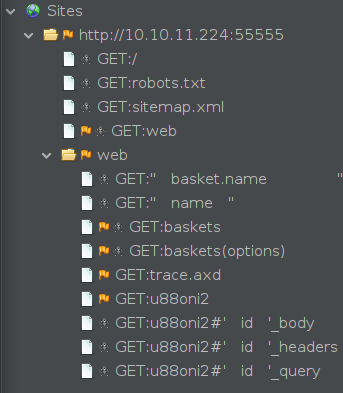 Sites
http://10.10.11.224:55555
GET:/
GET:robots.txt
GET:sitemap.xml
GET:web
web
GET:" basket.name "
GET:" name "
GET:baskets
GET:baskets(options)
GET:trace.axd
GET:u88oni2
GET:u88oni2#' id '_body
GET:u88oni2#' id '_headers
GET:u88oni2#' id '_query